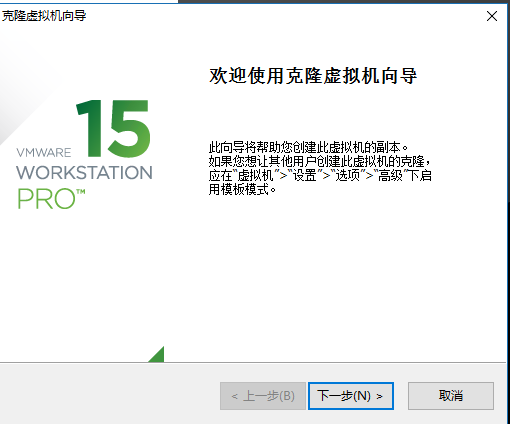 克隆虚拟机向导
欢迎使用克隆虚拟机向导
15
VMWARE
WORKSTATION
PRO™
此向导将帮助您创建此虚拟机的副本。
如果您想让其他用户创建此虚拟机的克隆，
应在“虚拟机”>“设置”>“选项”>“高级”下启
用模板模式。
< 上一步(B)
下一步(N) >
取消